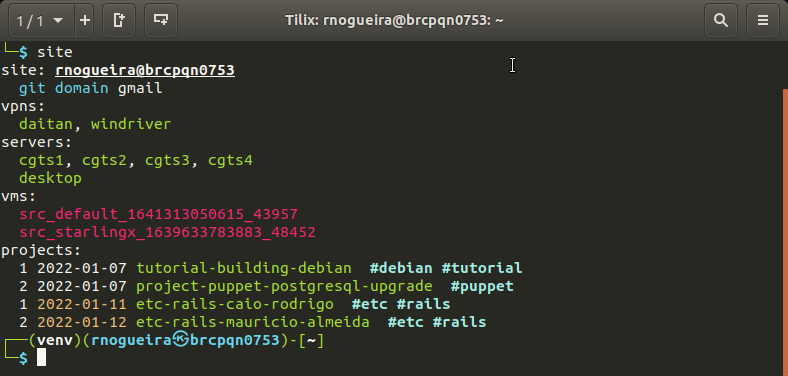 1 / 1
Tilix: rnogueira@brcpqn0753: ~
└─$ site
site: rnogueira@brcpqn0753
  git domain gmail
vpns:
  daitan, windriver
servers:
  cgts1, cgts2, cgts3, cgts4
  desktop
vms:
  src_default_1641313050615_43957
  src_starlingx_1639633783883_48452
projects:
  1 2022-01-07 tutorial-building-debian  #debian #tutorial
  2 2022-01-07 project-puppet-postgresql-upgrade  #puppet
  1 2022-01-11 etc-rails-caio-rodrigo  #etc #rails
  2 2022-01-12 etc-rails-mauricio-almeida  #etc #rails
┌──(venv)(rnogueira㉿brcpqn0753)-[~]
└─$